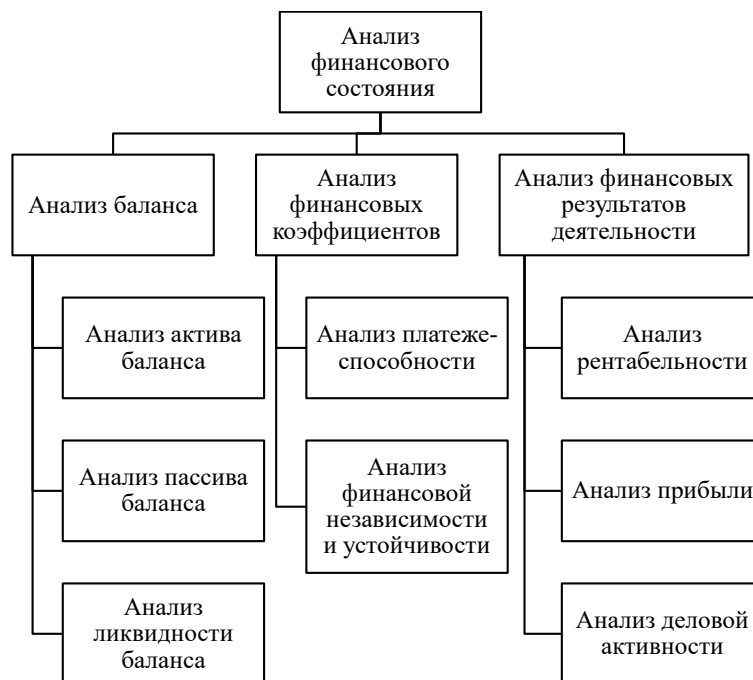 Анализ
финансового
состояния
Анализ баланса
Анализ
финансовых
коэффициентов
Анализ финансовых
результатов
деятельности
Анализ актива
баланса
Анализ платеже-
способности
Анализ
рентабельности
Анализ пассива
баланса
Анализ
финансовой
независимости
и устойчивости
Анализ прибыли
Анализ
ликвидности
баланса
Анализ деловой
активности